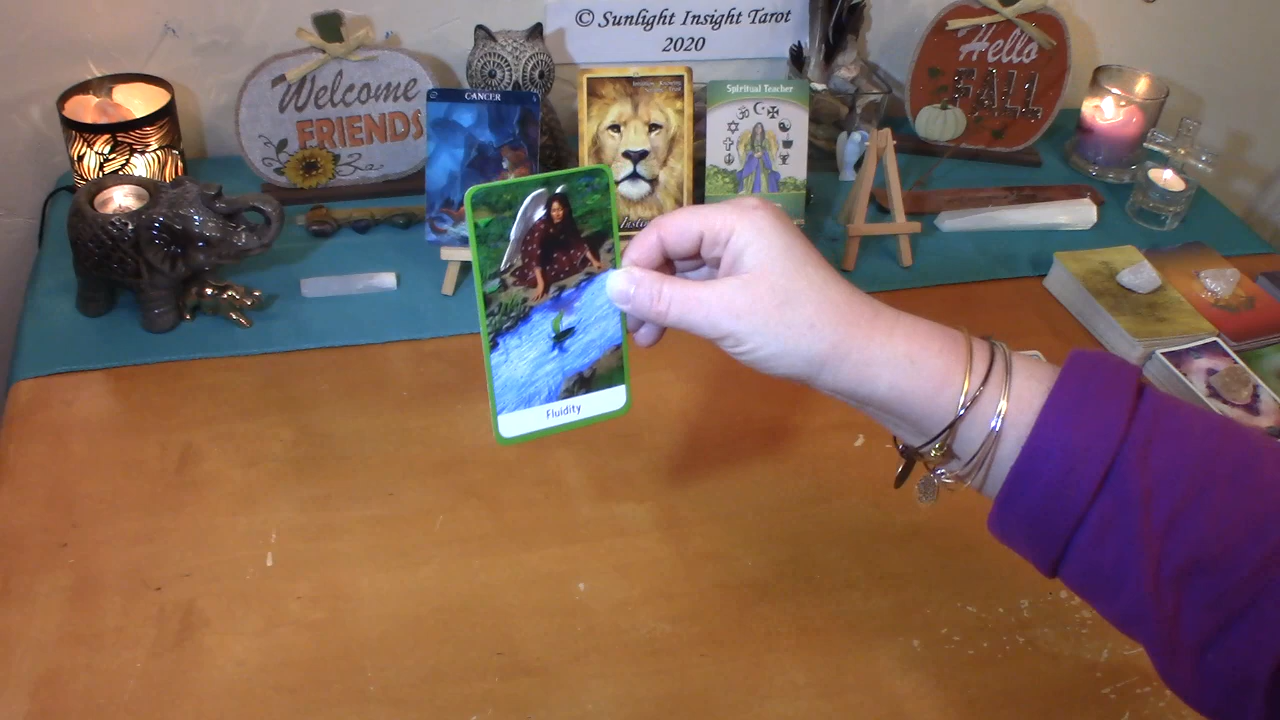 © Sunlight Insight Tarot
2020
Welcome
FRIENDS
Hello
FALL
CANCER
Spiritual Teacher
Fluidity